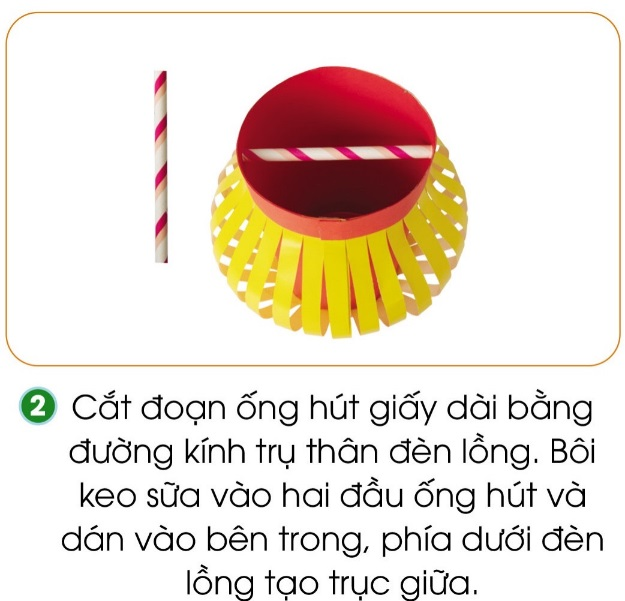 2 Cắt đoạn ống hút giấy dài bằng
đường kính trụ thân đèn lồng. Bôi
keo sữa vào hai đầu ống hút và
dán vào bên trong, phía dưới đèn
lồng tạo trục giữa.